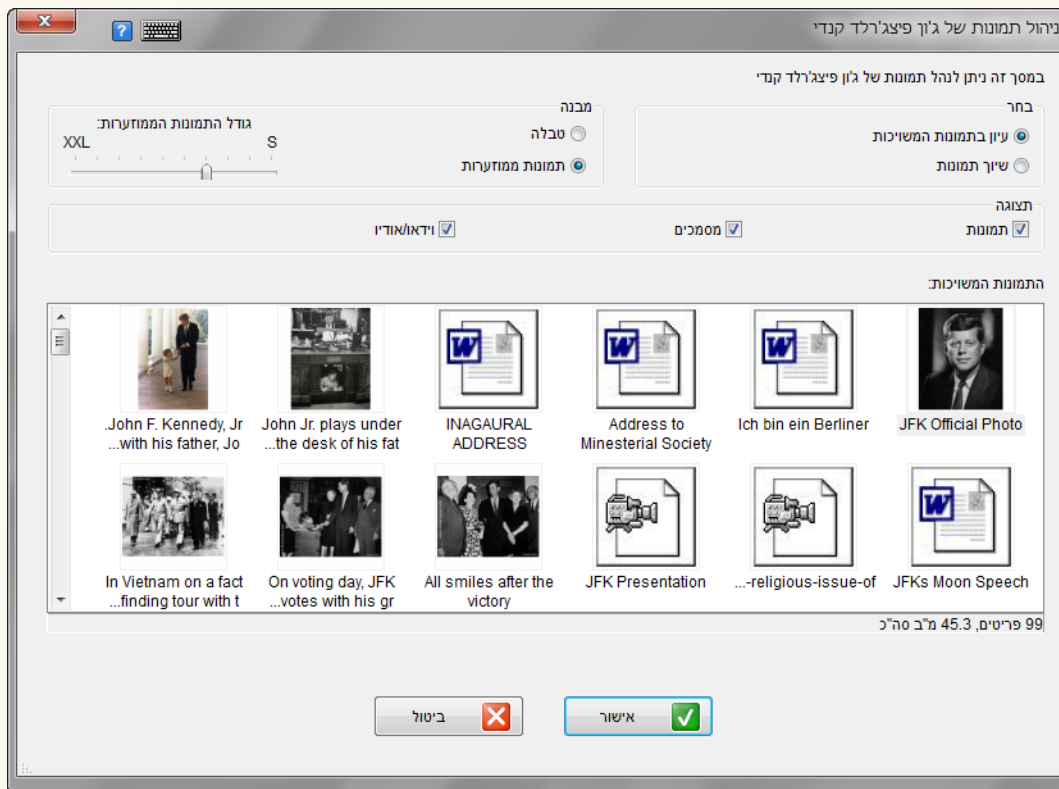 ניהול תמונות של ג'ון פיצג'רלד קנדי
במסך זה ניתן לנהל תמונות של ג'ון פיצג'רלד קנדי
בחר
עיון בתמונות המשויכות
שיוך תמונות
מבנה
טבלה
תמונות ממוזערות
גודל התמונות הממוזערות:
S
XXL
תצוגה
תמונות
מסמכים
וידאו/אודיו
התמונות המשויכות:
JFK Official Photo
Ich bin ein Berliner
Address to
Minesterial Society
INAGAURAL
ADDRESS
John Jr. plays under
...the desk of his fat
.John F. Kennedy, Jr
...with his father, Jo
JFKs Moon Speech
...-religious-issue-of
JFK Presentation
All smiles after the
victory
On voting day, JFK
...votes with his gr
In Vietnam on a fact
...finding tour with t
99 פריטים, 45.3 מ"ב סה"כ
אישור
ביטול